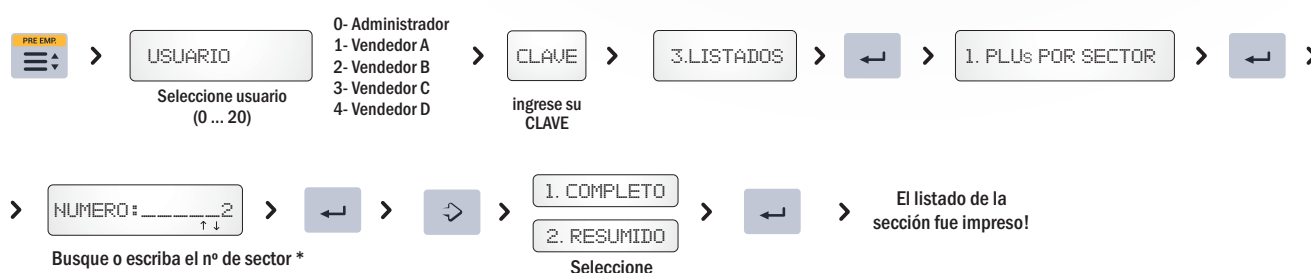 PRE EMP.
USUARIO
Seleccione usuario
(0 ... 20)
0- Administrador
1- Vendedor A
2- Vendedor B
3- Vendedor C
4- Vendedor D
CLAVE
ingrese su
CLAVE
3.LISTADOS
1. PLUs POR SECTOR
NUMERO:______2
↑ ↓
Busque o escriba el nº de sector *
1. COMPLETO
2. RESUMIDO
Seleccione
El listado de la
sección fue impreso!